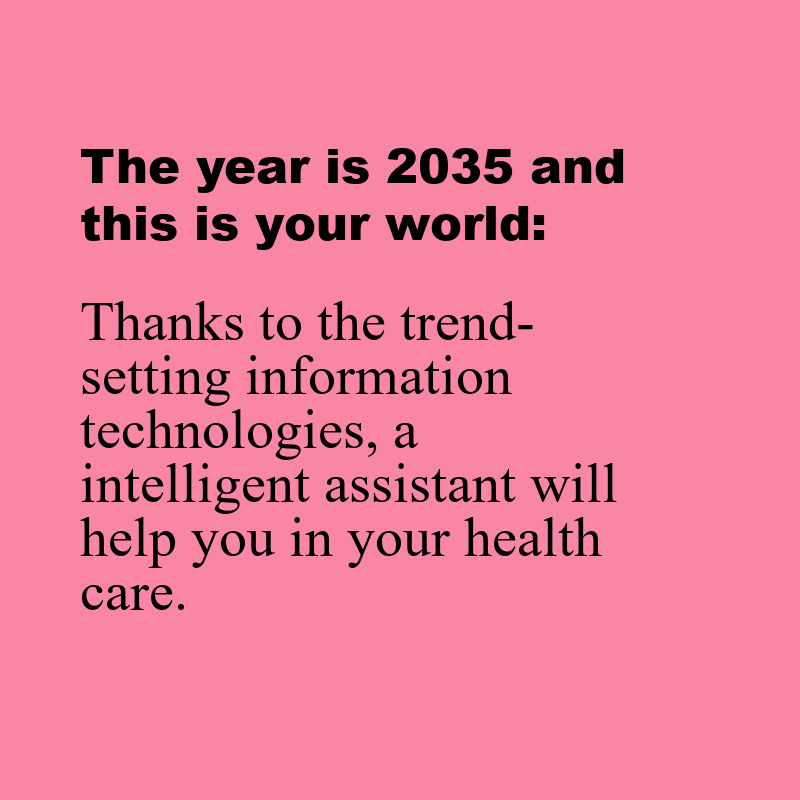 The year is 2035 and
this is your world:
Thanks to the trend-
setting information
technologies, a
intelligent assistant will
help you in your health
care.